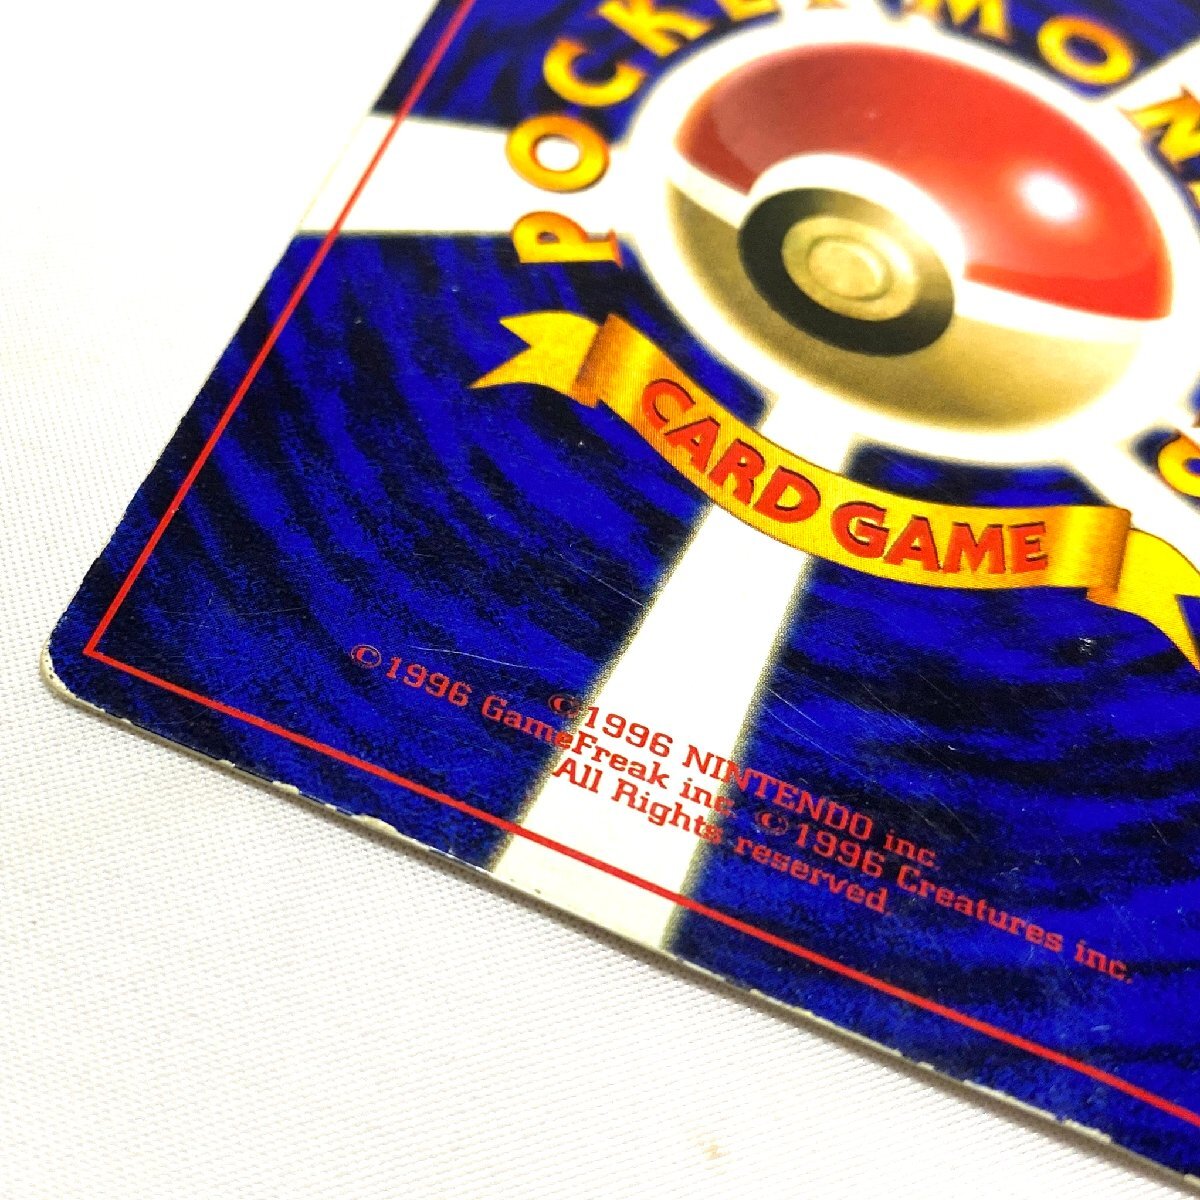 POCKET MON
CARD GAME
©1996 NINTENDO inc.
©1996 GameFreak inc. ©1996 Creatures inc.
All Rights reserved.